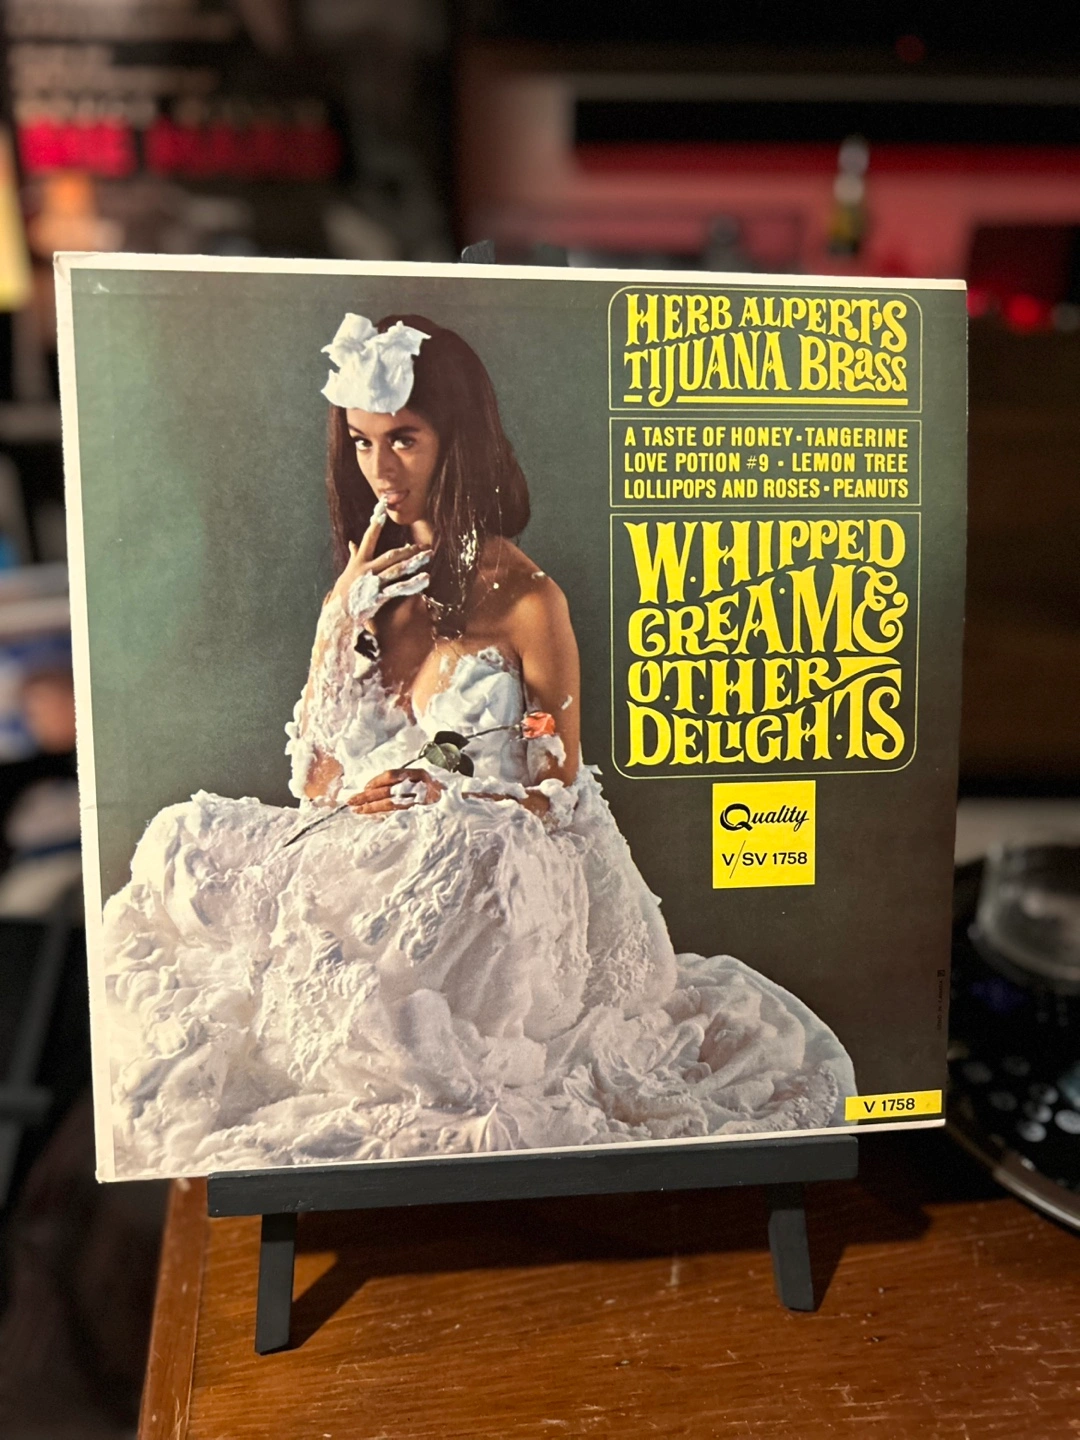 HERB ALPERT'S
TIJUANA BRASS
A TASTE OF HONEY • TANGERINE
LOVE POTION #9 • LEMON TREE
LOLLIPOPS AND ROSES • PEANUTS
WHIPPED
CREAM &
OTHER
DELIGHTS
Quality
V/SV 1758
V 1758